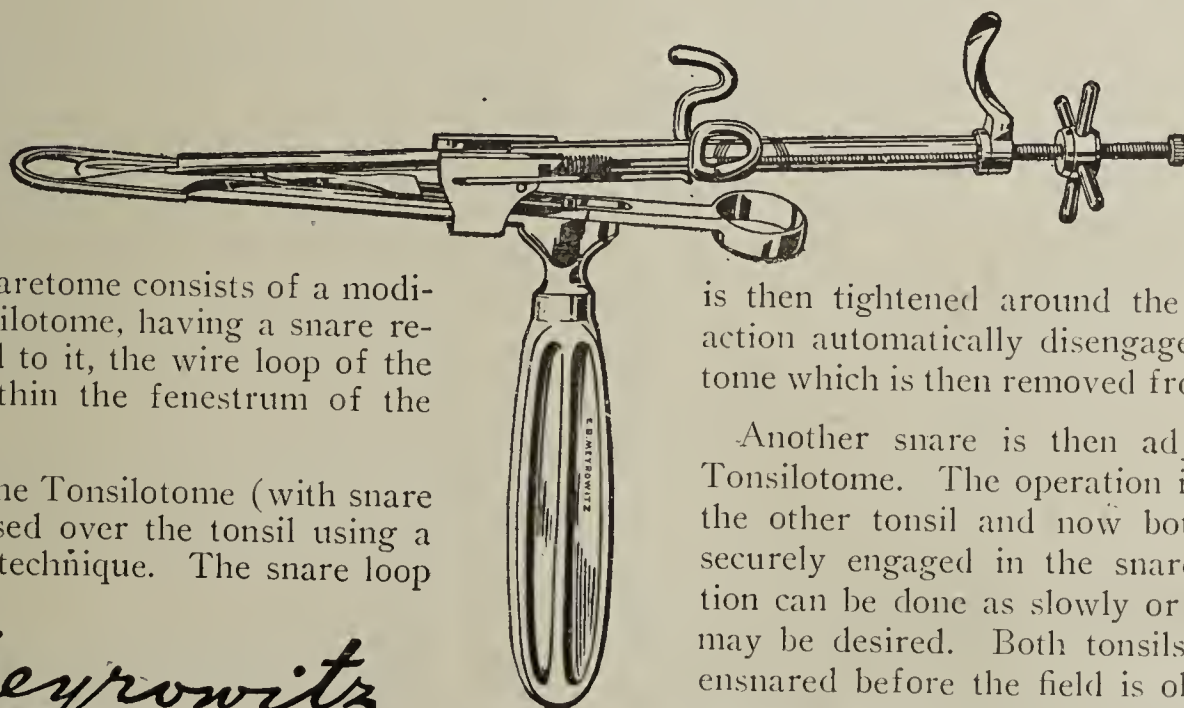 aretome consists of a modi-
ilotome, having a snare re-
d to it, the wire loop of the
thin the fenestrum of the
ne Tonsilotome (with snare
sed over the tonsil using a
technique. The snare loop
eyrowitz
E.B. MEYROWITZ
is then tightened around the
action automatically disengage
tome which is then removed fro
Another snare is then ad
Tonsilotome. The operation i
the other tonsil and now bot
securely engaged in the snar
tion can be done as slowly or
may be desired. Both tonsils
ensnared before the field is ol